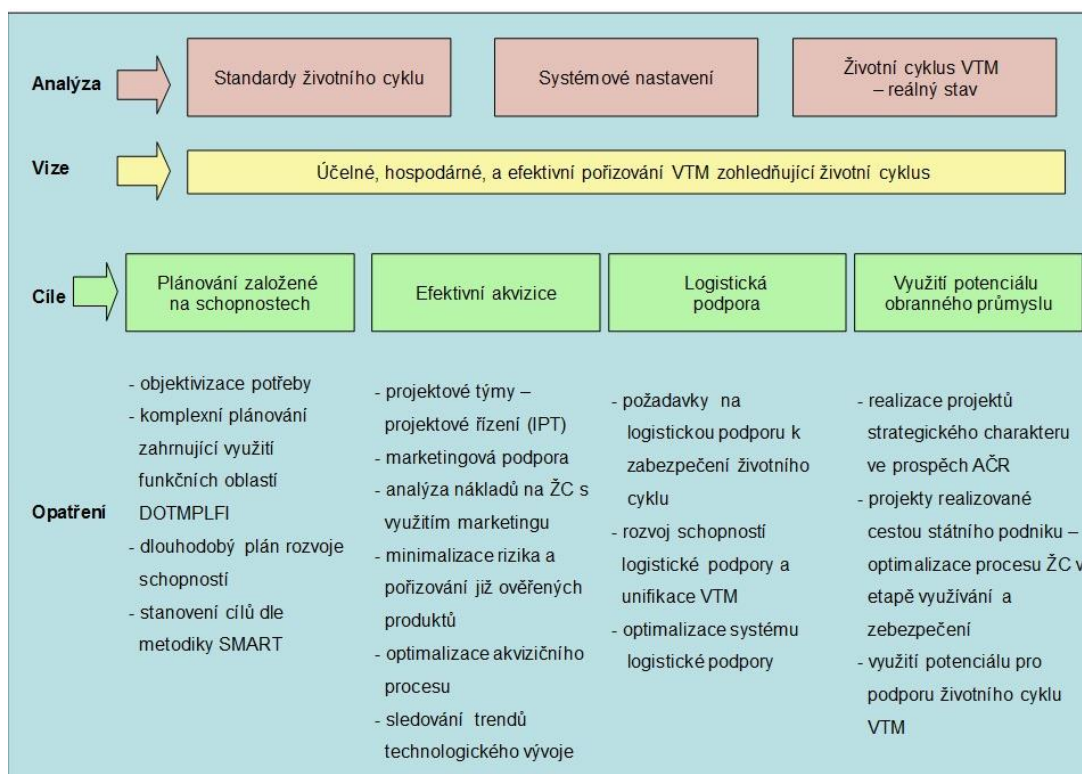 Analýza
Standardy životního cyklu
Systémové nastavení
Životní cyklus VTM
– reálný stav
Vize
Účelné, hospodárné, a efektivní pořizování VTM zohledňující životní cyklus
Cíle
Plánování založené
na schopnostech
Efektivní akvizice
Logistická
podpora
Využití potenciálu
obranného průmyslu
Opatření
- objektivizace potřeby
- komplexní plánování
zahrnující využití
funkčních oblastí
DOTMPLFI
- dlouhodobý plán rozvoje
schopností
- stanovení cílů dle
metodiky SMART
- projektové týmy –
projektové řízení (IPT)
- marketingová podpora
- analýza nákladů na ŽC s
využitím marketingu
- minimalizace rizika a
pořizování již ověřených
produktů
- optimalizace akvizičního
procesu
- sledování trendů
technologického vývoje
- požadavky na
logistickou podporu k
zabezpečení životního
cyklu
- rozvoj schopností
logistické podpory a
unifikace VTM
- optimalizace systému
logistické podpory
- realizace projektů
strategického charakteru
ve prospěch AČR
- projekty realizované
cestou státního podniku –
optimalizace procesu ŽC v
etapě využívání a
zebezpečení
- využití potenciálu pro
podporu životního cyklu
VTM